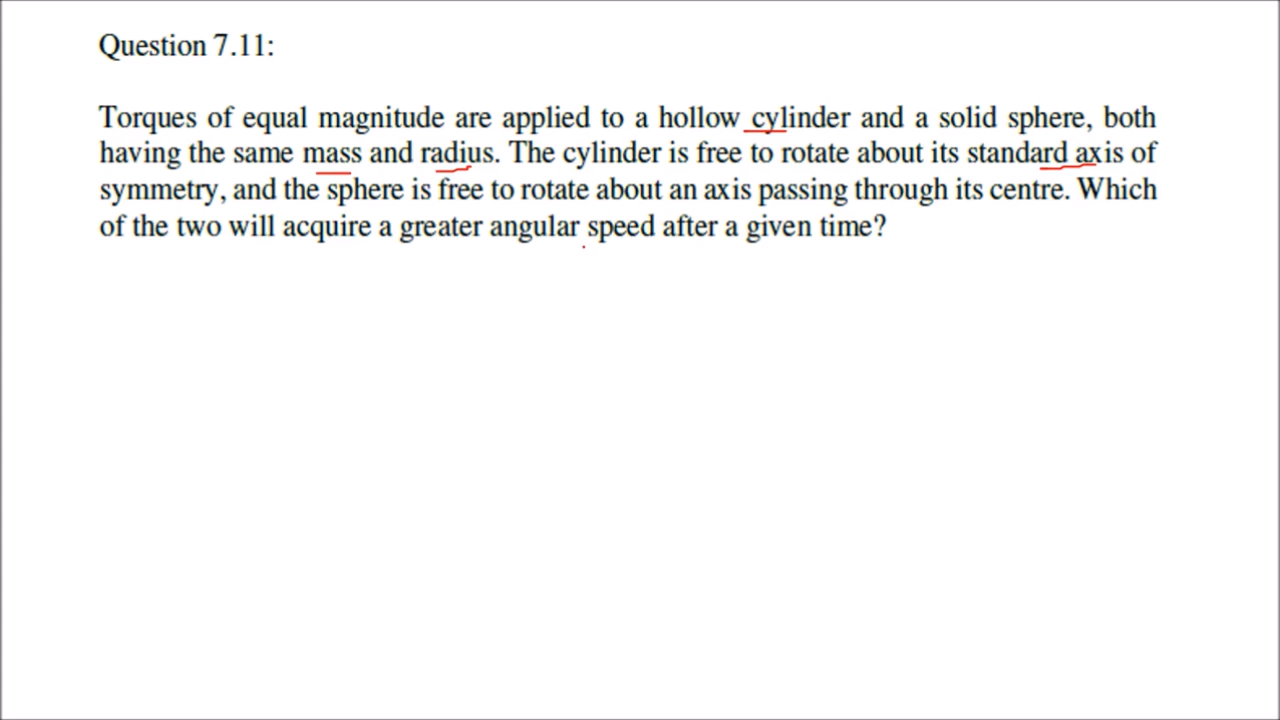 Question 7.11:
Torques of equal magnitude are applied to a hollow cylinder and a solid sphere, both
having the same mass and radius. The cylinder is free to rotate about its standard axis of
symmetry, and the sphere is free to rotate about an axis passing through its centre. Which
of the two will acquire a greater angular speed after a given time?